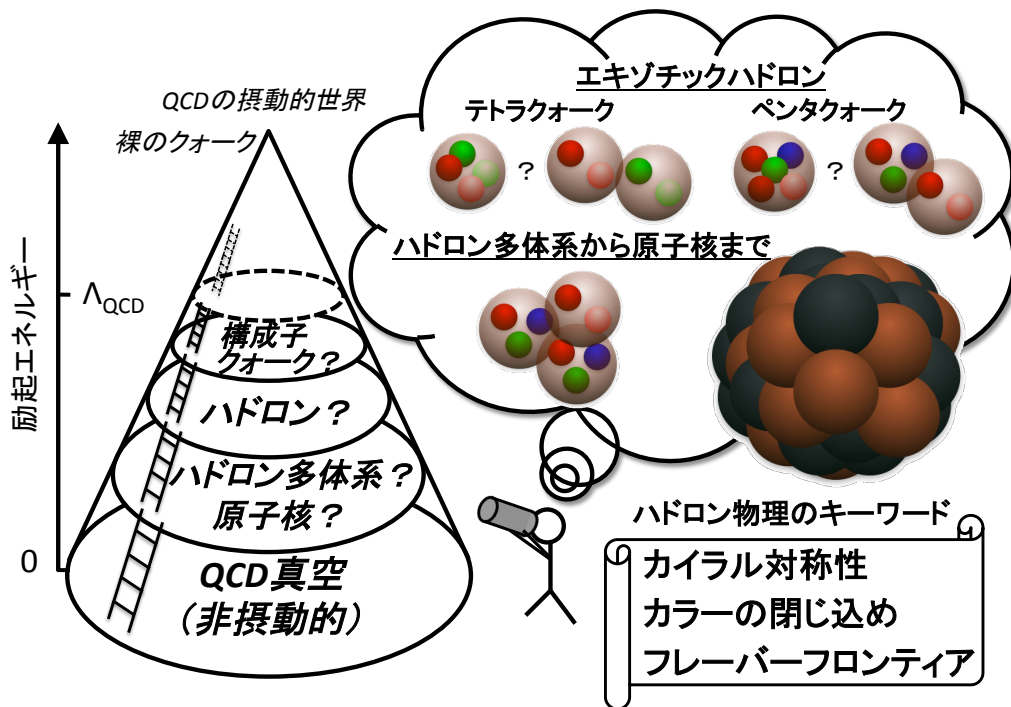 QCDの摂動的世界
裸のクォーク
励起エネルギー
ΛQCD
0
構成子
クォーク?
ハドロン?
ハドロン多体系?
原子核?
QCD真空
(非摂動的)
エキゾチックハドロン
テトラクォーク
ペンタクォーク
?
?
ハドロン多体系から原子核まで
ハドロン物理のキーワード
カイラル対称性
カラーの閉じ込め
フレーバーフロンティア